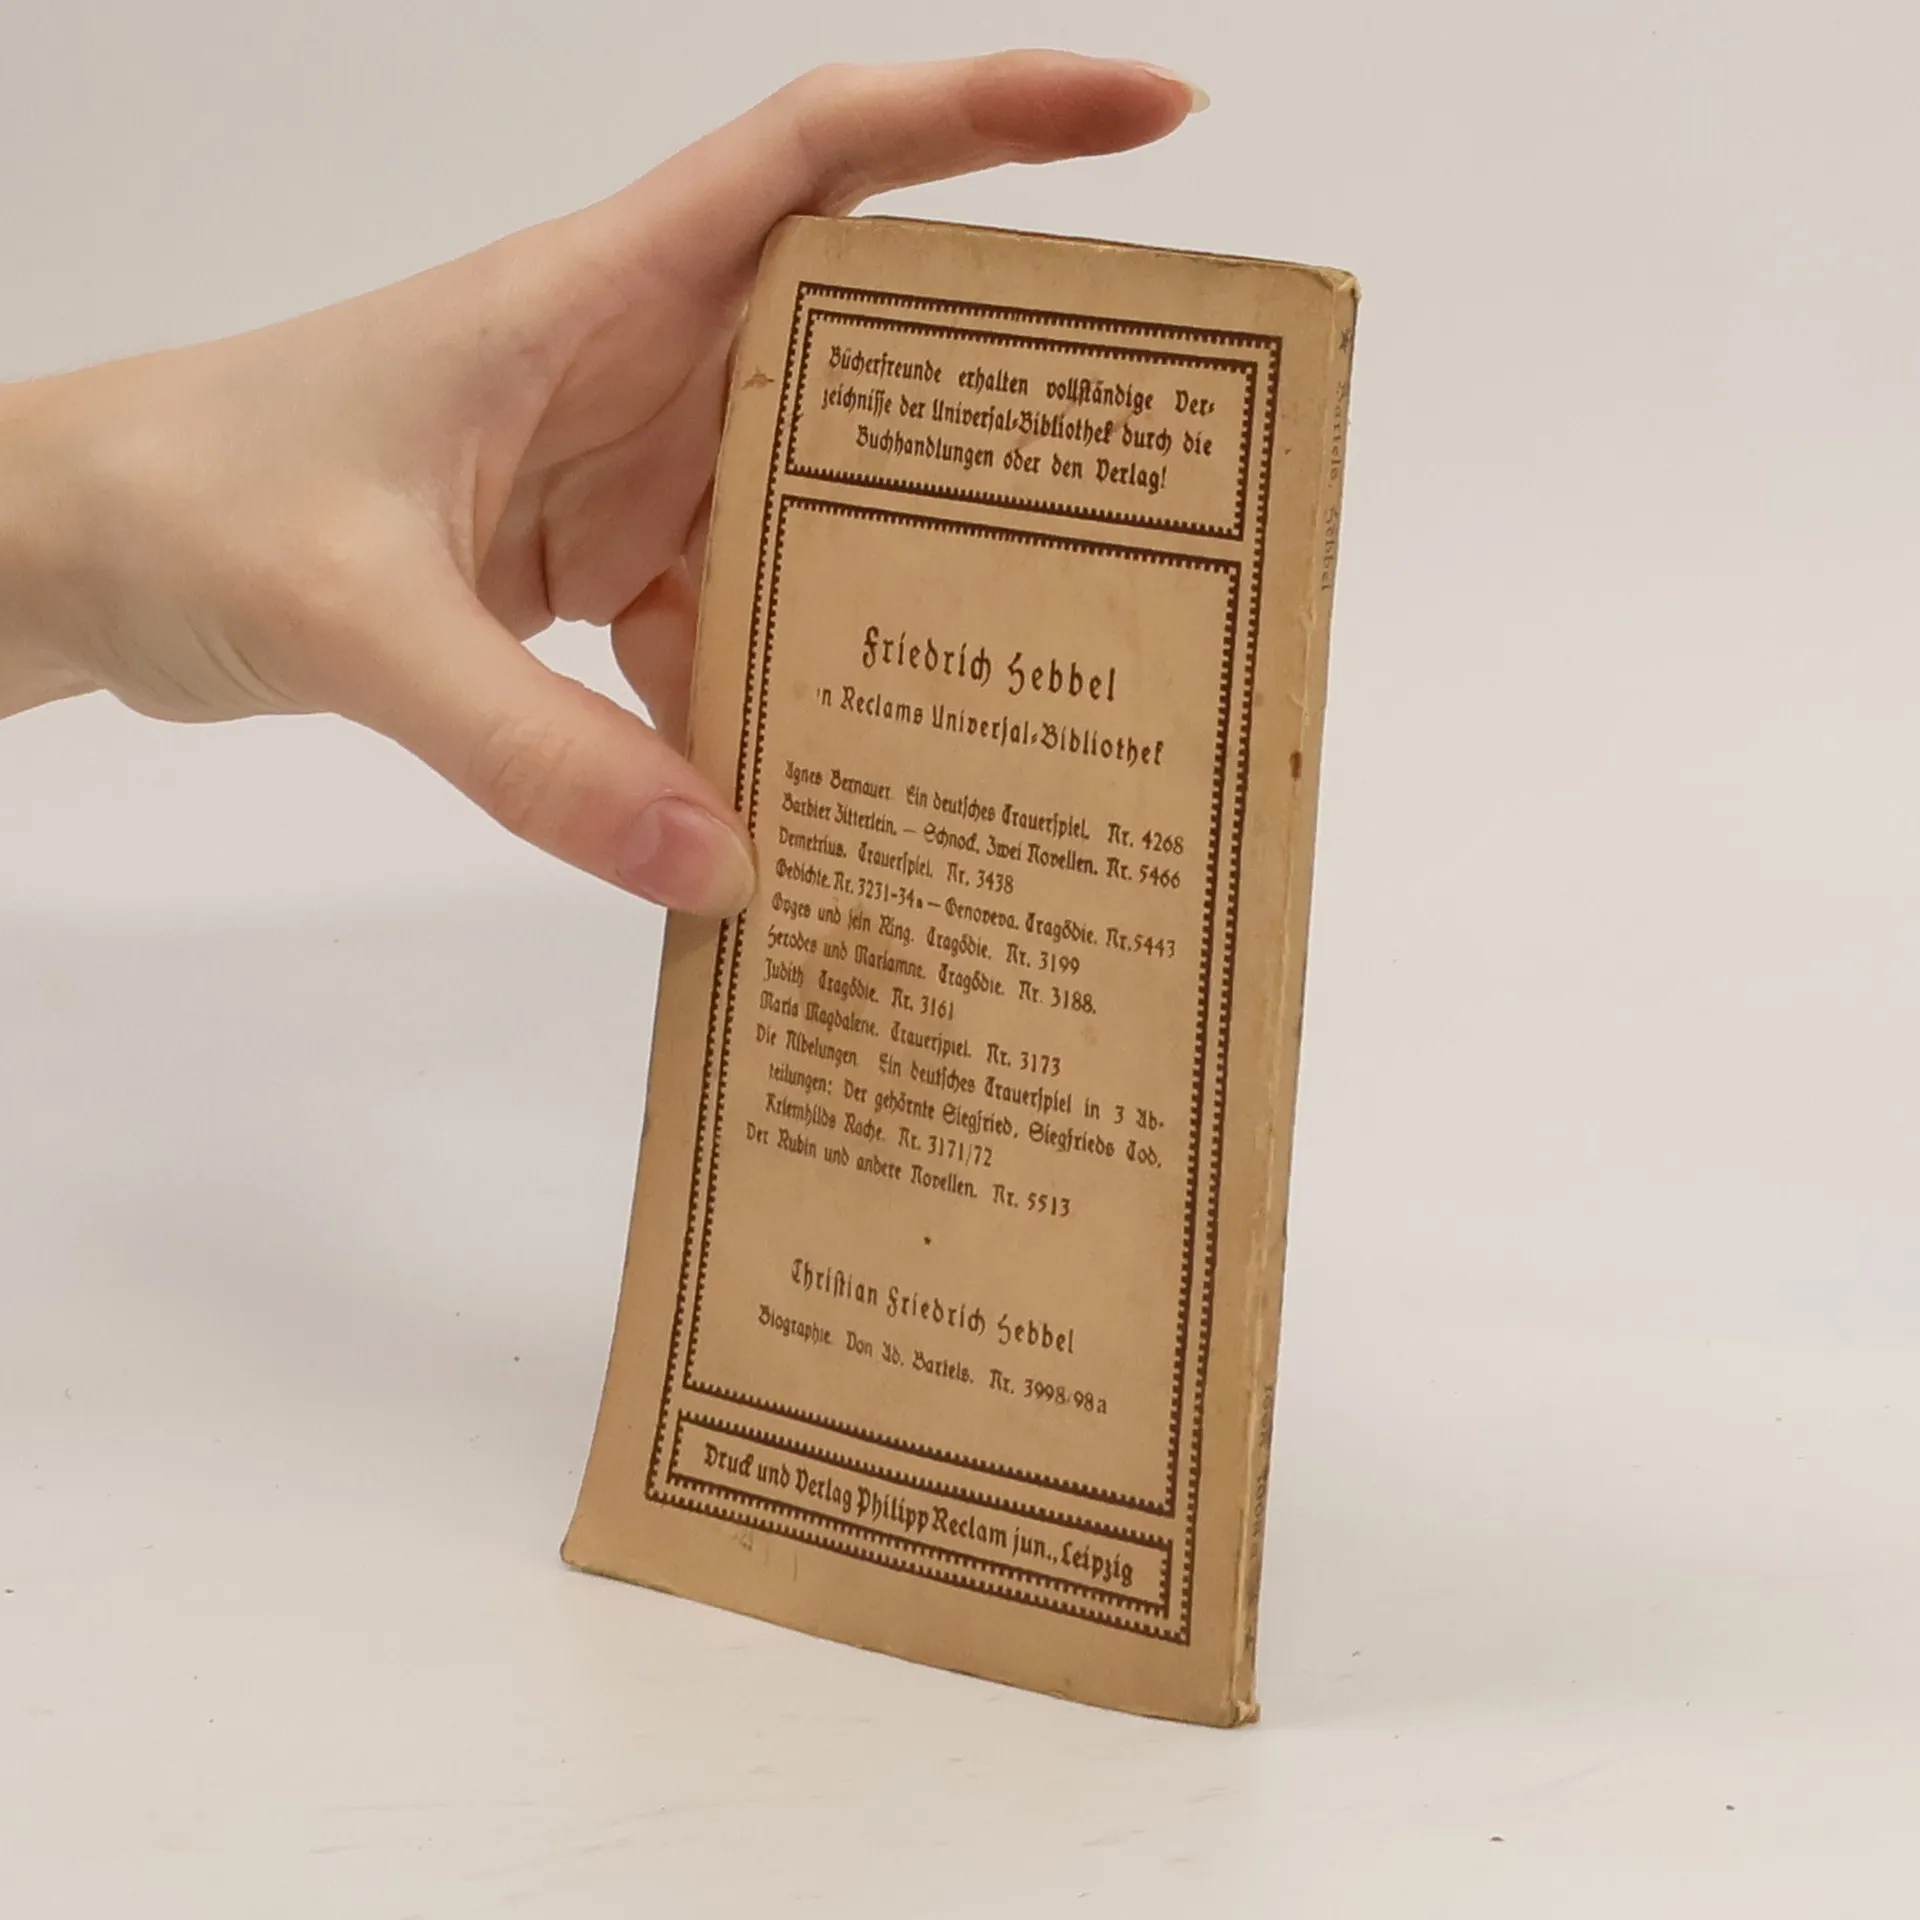 Bücherfreunde erhalten vollständige Ver-
zeichnisse der Universal-Bibliothek durch die
Buchhandlungen oder den Verlag!
Friedrich Hebbel
in Reclams Universal-Bibliothek
Agnes Bernauer. Ein deutsches Trauerspiel. Nr. 4268
Barbier Zitterlein. — Schnock. Zwei Novellen. Nr. 5466
Demetrius. Trauerspiel. Nr. 3438
Gedichte. Nr. 3231-34a — Genoveva. Tragödie. Nr. 5443
Gyges und sein Ring. Tragödie. Nr. 3199
Herodes und Mariamne. Tragödie. Nr. 3188.
Judith Tragödie. Nr. 3161
Maria Magdalene. Trauerspiel. Nr. 3173
Die Nibelungen. Ein deutsches Trauerspiel in 3 Ab-
teilungen: Der gehörnte Siegfried. Siegfrieds Tod.
Kriemhilds Rache. Nr. 3171/72
Der Rubin und andere Novellen. Nr. 5513
*
Christian Friedrich Hebbel
Biographie. Von Ad. Bartels. Nr. 3998/98a
Druck und Verlag Philipp Reclam jun., Leipzig
* Bartels, Hebbel